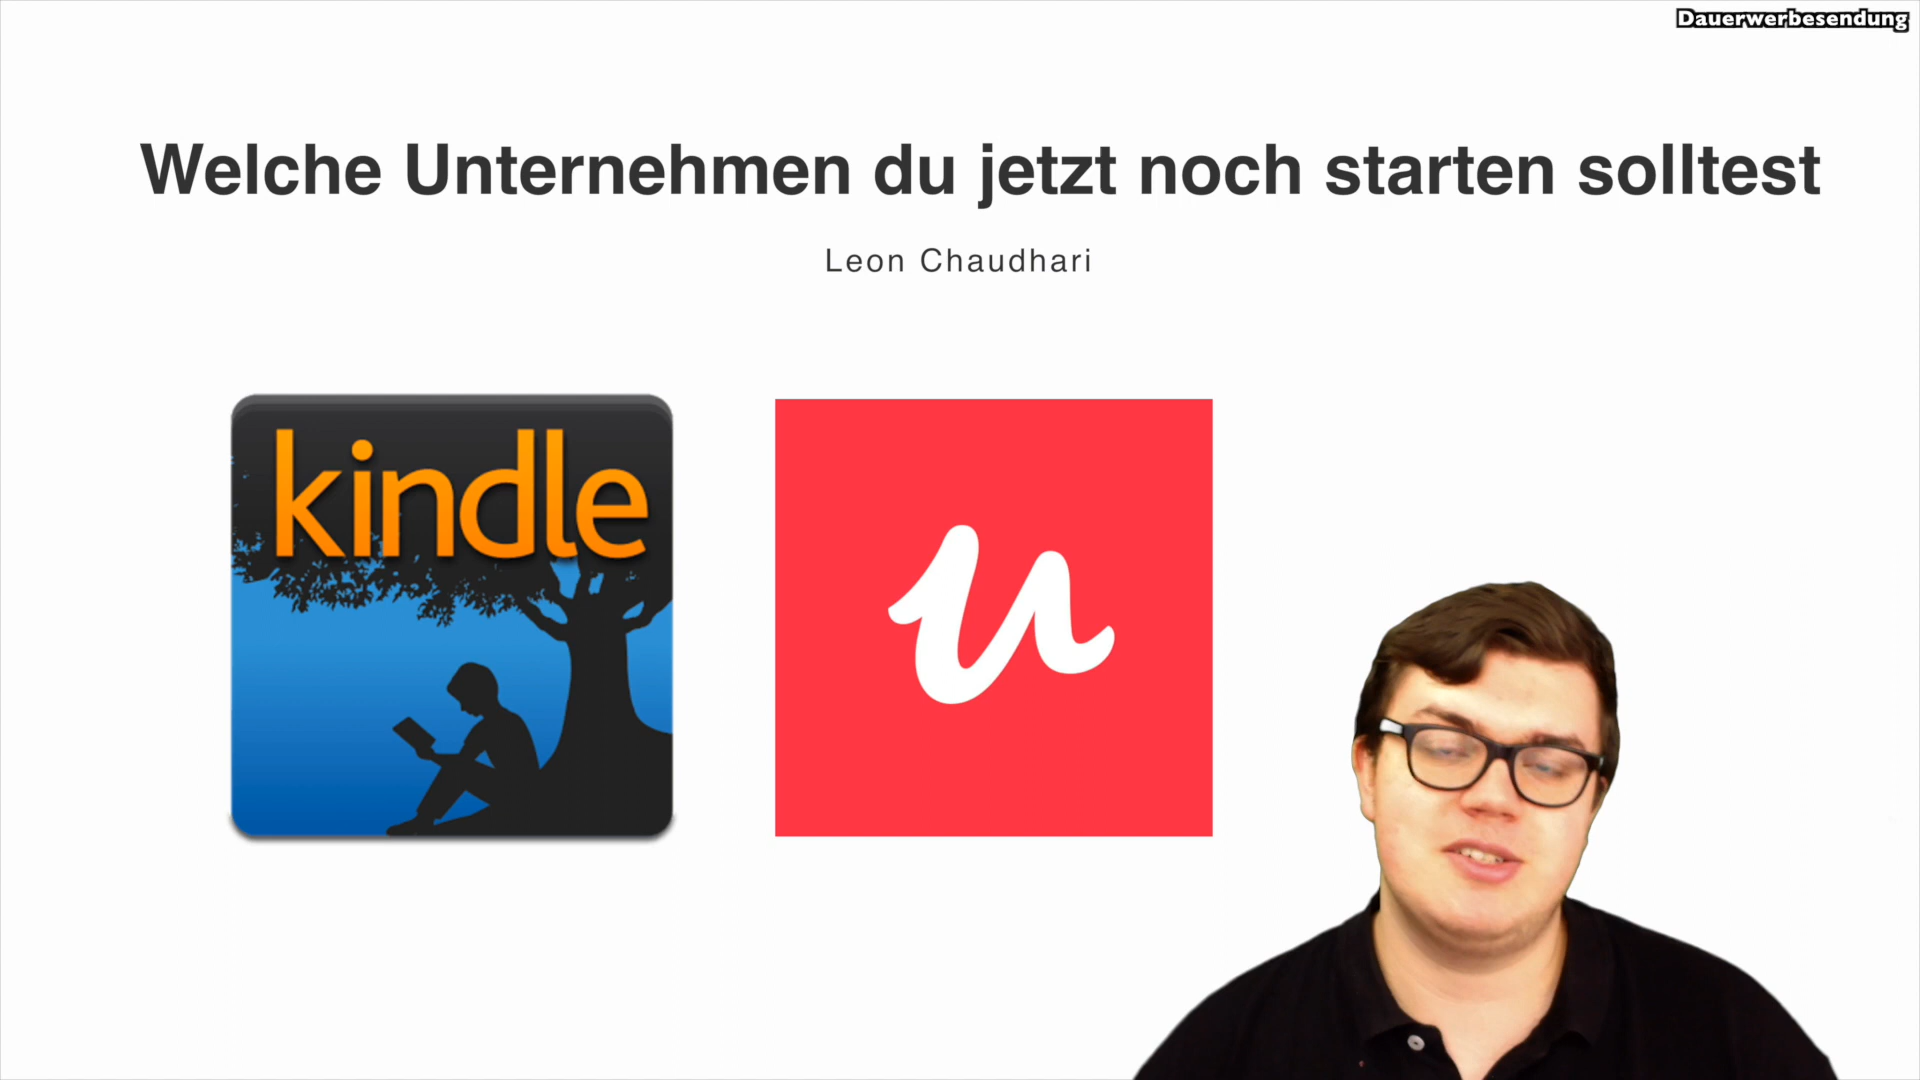 Dauerwerbesendung
Welche Unternehmen du jetzt noch starten solltest
Leon Chaudhari
kindle
u